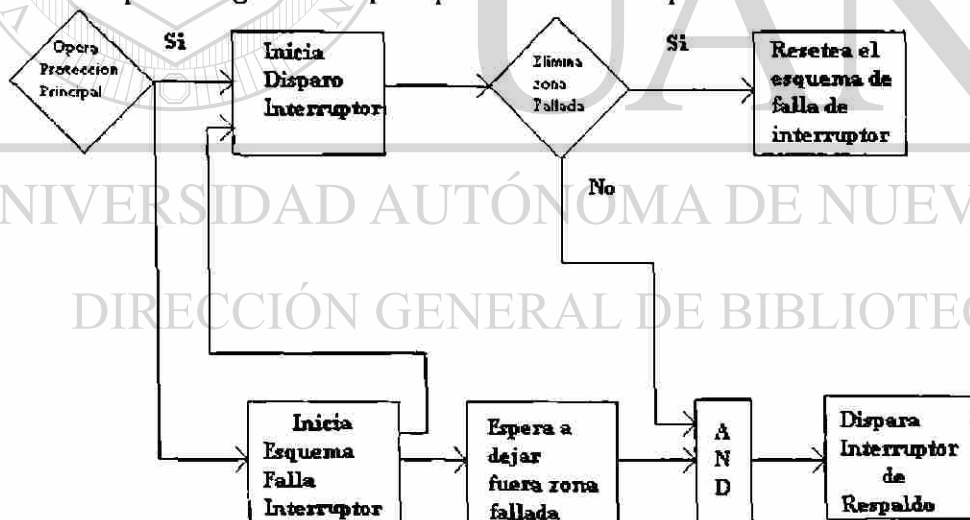 Opera
Proteccion
Principal
Si
Inicia
Disparo
Interruptor
Elimina
zona
Fallada
Si
Resetea el
esquema de
falla de
interruptor
No
UNIVERSIDAD AUTÓNOMA DE NUEV
DIRECCIÓN GENERAL DE BIBLIOTEC
Inicia
Esquema
Falla
Interruptor
Espera a
dejar
fuera zona
fallada
A
N
D
Dispara
Interruptor
de
Respaldo